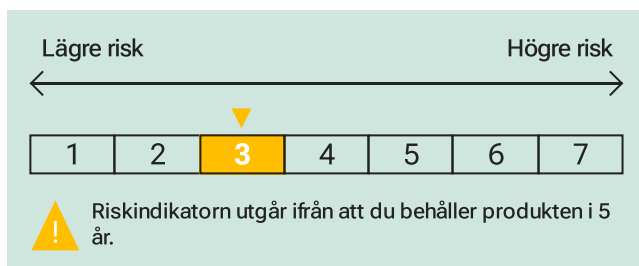 Lägre risk Högre risk
1 2 3 4 5 6 7
! Riskindikatorn utgår ifrån att du behåller produkten i 5
år.